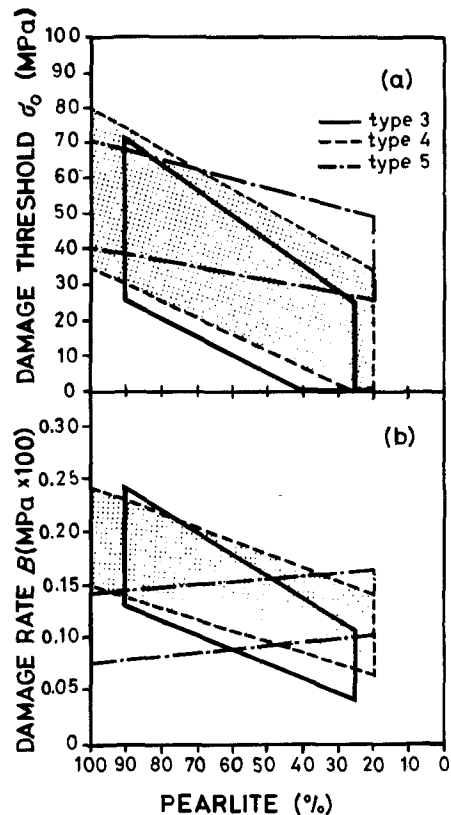 DAMAGE THRESHOLD σo (MPa)
100
90
80
70
60
50
40
30
20
10
0
(a)
type 3
type 4
type 5
DAMAGE RATE B (MPa ×100)
0.30
0.25
0.20
0.15
0.10
0.05
0
(b)
100 90 80 70 60 50 40 30 20 10 0
PEARLITE (%)